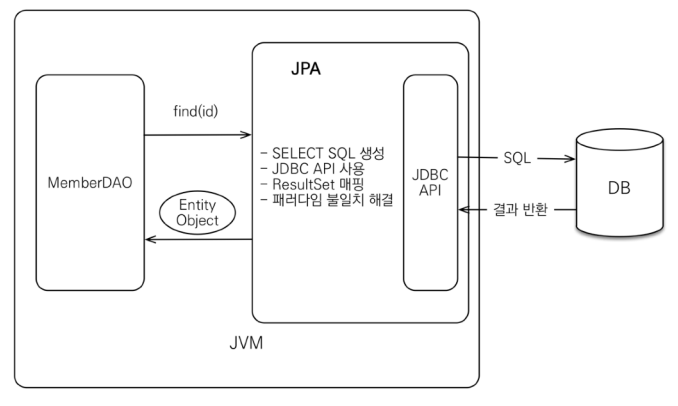 JPA
find(id)
MemberDAO
- SELECT SQL 생성
- JDBC API 사용
- ResultSet 매핑
- 패러다임 불일치 해결
JDBC
API
SQL
DB
결과 반환
Entity
Object
JVM